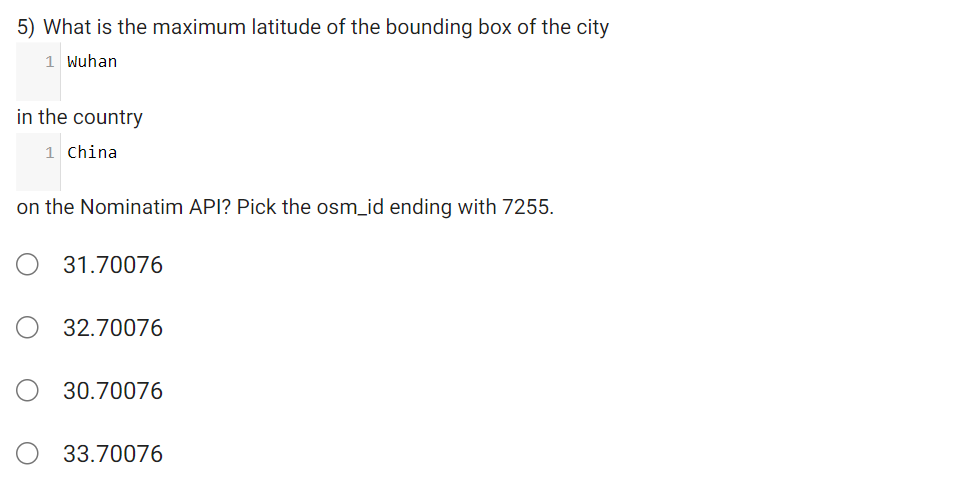 5) What is the maximum latitude of the bounding box of the city
1 Wuhan
in the country
1 China
on the Nominatim API? Pick the osm_id ending with 7255.
31.70076
32.70076
30.70076
33.70076